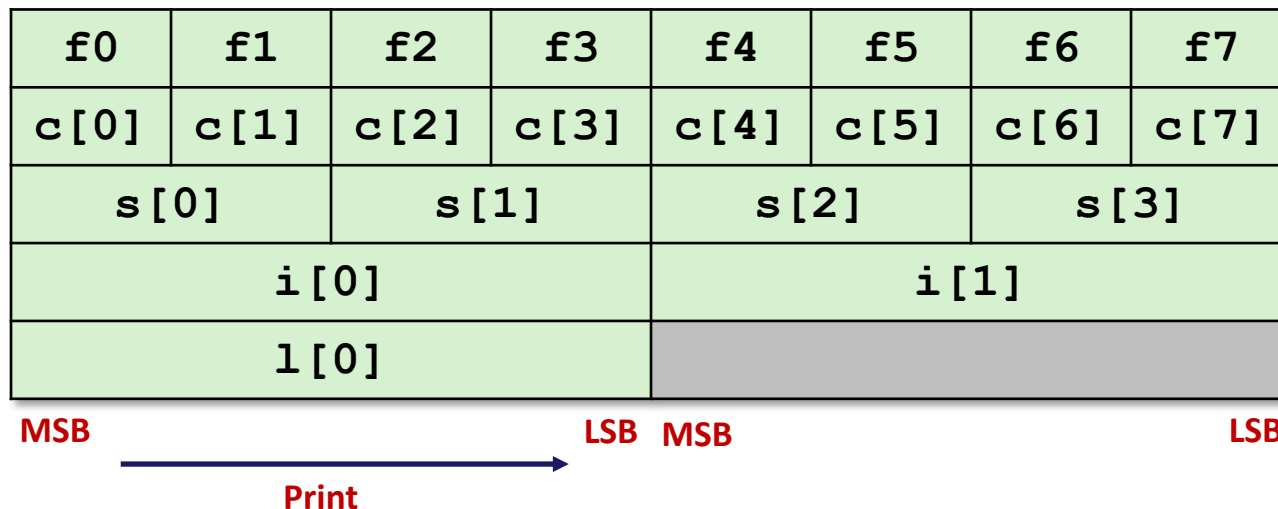 f0 f1 f2 f3 f4 f5 f6 f7
c[0] c[1] c[2] c[3] c[4] c[5] c[6] c[7]
s[0] s[1] s[2] s[3]
i[0] i[1]
l[0]
MSB LSB MSB LSB
Print